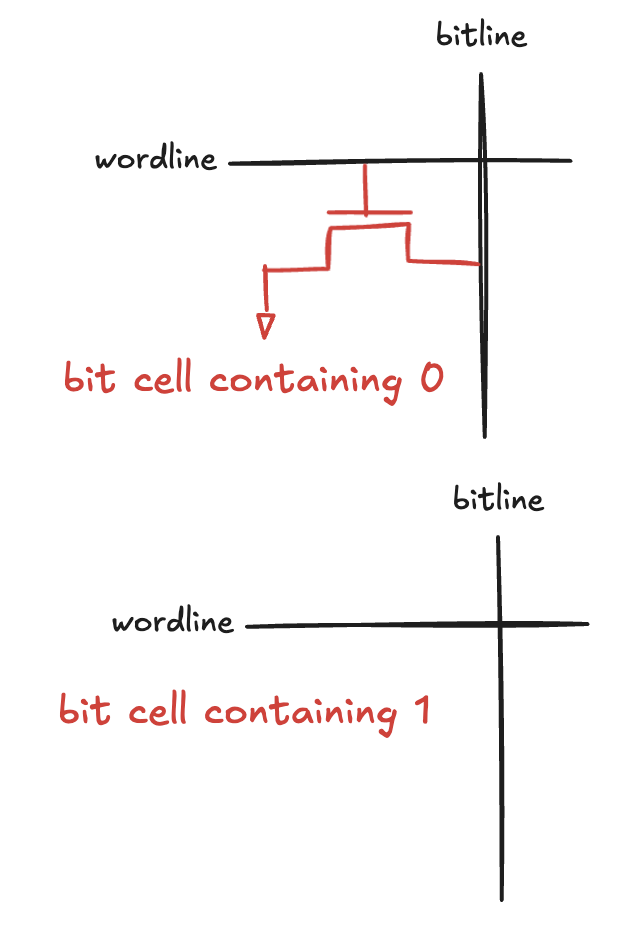 bitline
wordline
bit cell containing 0
bitline
wordline
bit cell containing 1